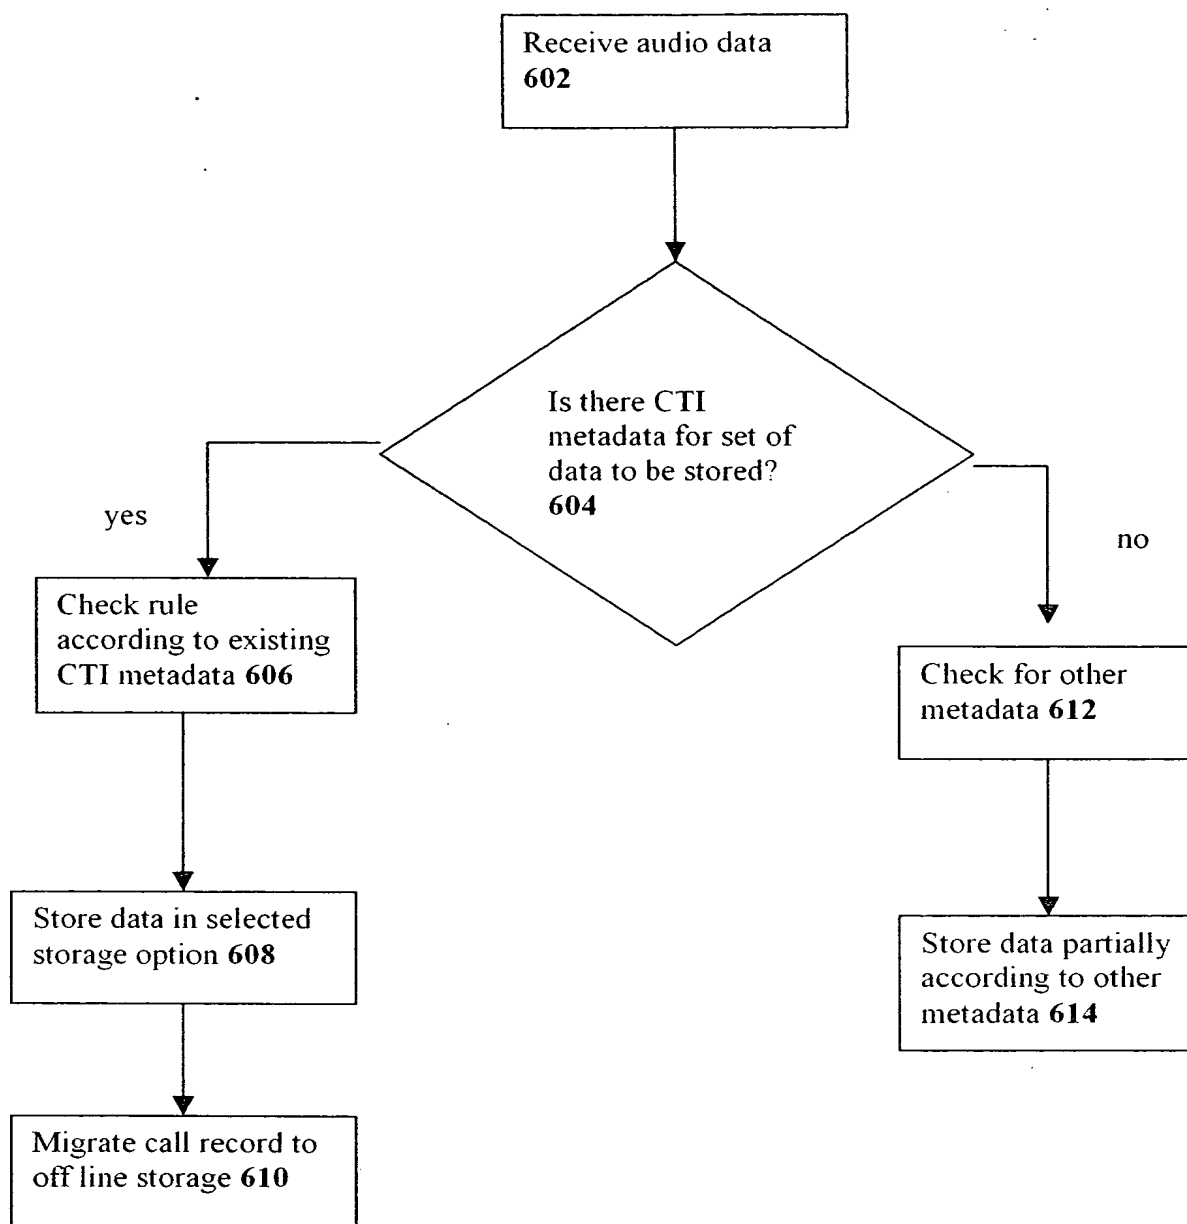 Receive audio data
602
Is there CTI
metadata for set of
data to be stored?
604
yes
no
Check rule
according to existing
CTI metadata 606
Check for other
metadata 612
Store data in selected
storage option 608
Store data partially
according to other
metadata 614
Migrate call record to
off line storage 610